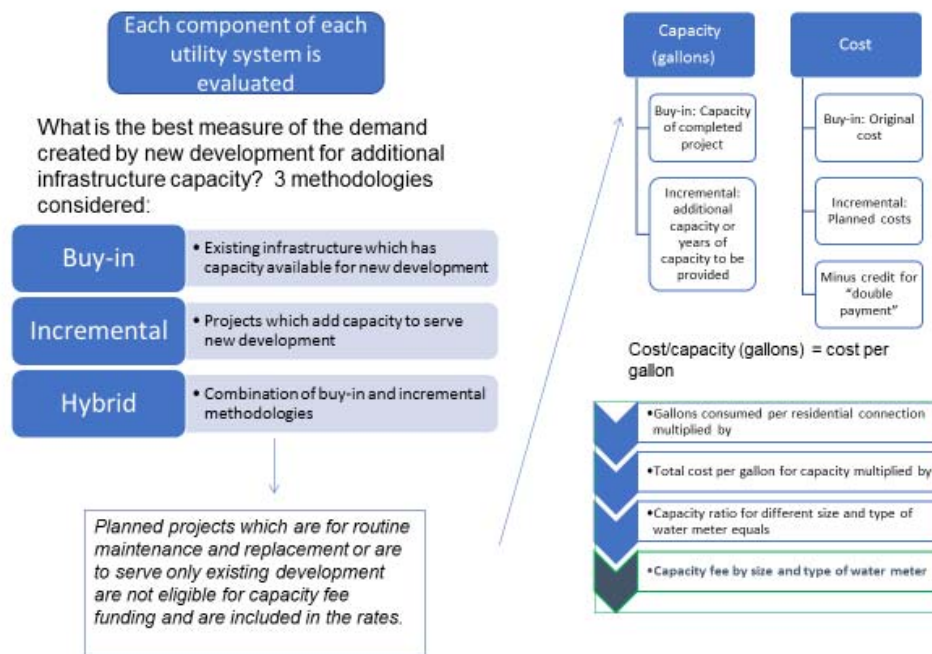 Each component of each
utility system is
evaluated
What is the best measure of the demand
created by new development for additional
infrastructure capacity? 3 methodologies
considered:
Buy-in
• Existing infrastructure which has
capacity available for new development
Incremental
• Projects which add capacity to serve
new development
Hybrid
• Combination of buy-in and incremental
methodologies
Planned projects which are for routine
maintenance and replacement or are
to serve only existing development
are not eligible for capacity fee
funding and are included in the rates.
Capacity
(gallons)
Buy-in: Capacity
of completed
project
Incremental:
additional
capacity or
years of
capacity to be
provided
Cost
Buy-in: Original
cost
Incremental:
Planned costs
Minus credit for
“double
payment”
Cost/capacity (gallons) = cost per
gallon
•Gallons consumed per residential connection
multiplied by
•Total cost per gallon for capacity multiplied by
•Capacity ratio for different size and type of
water meter equals
•Capacity fee by size and type of water meter